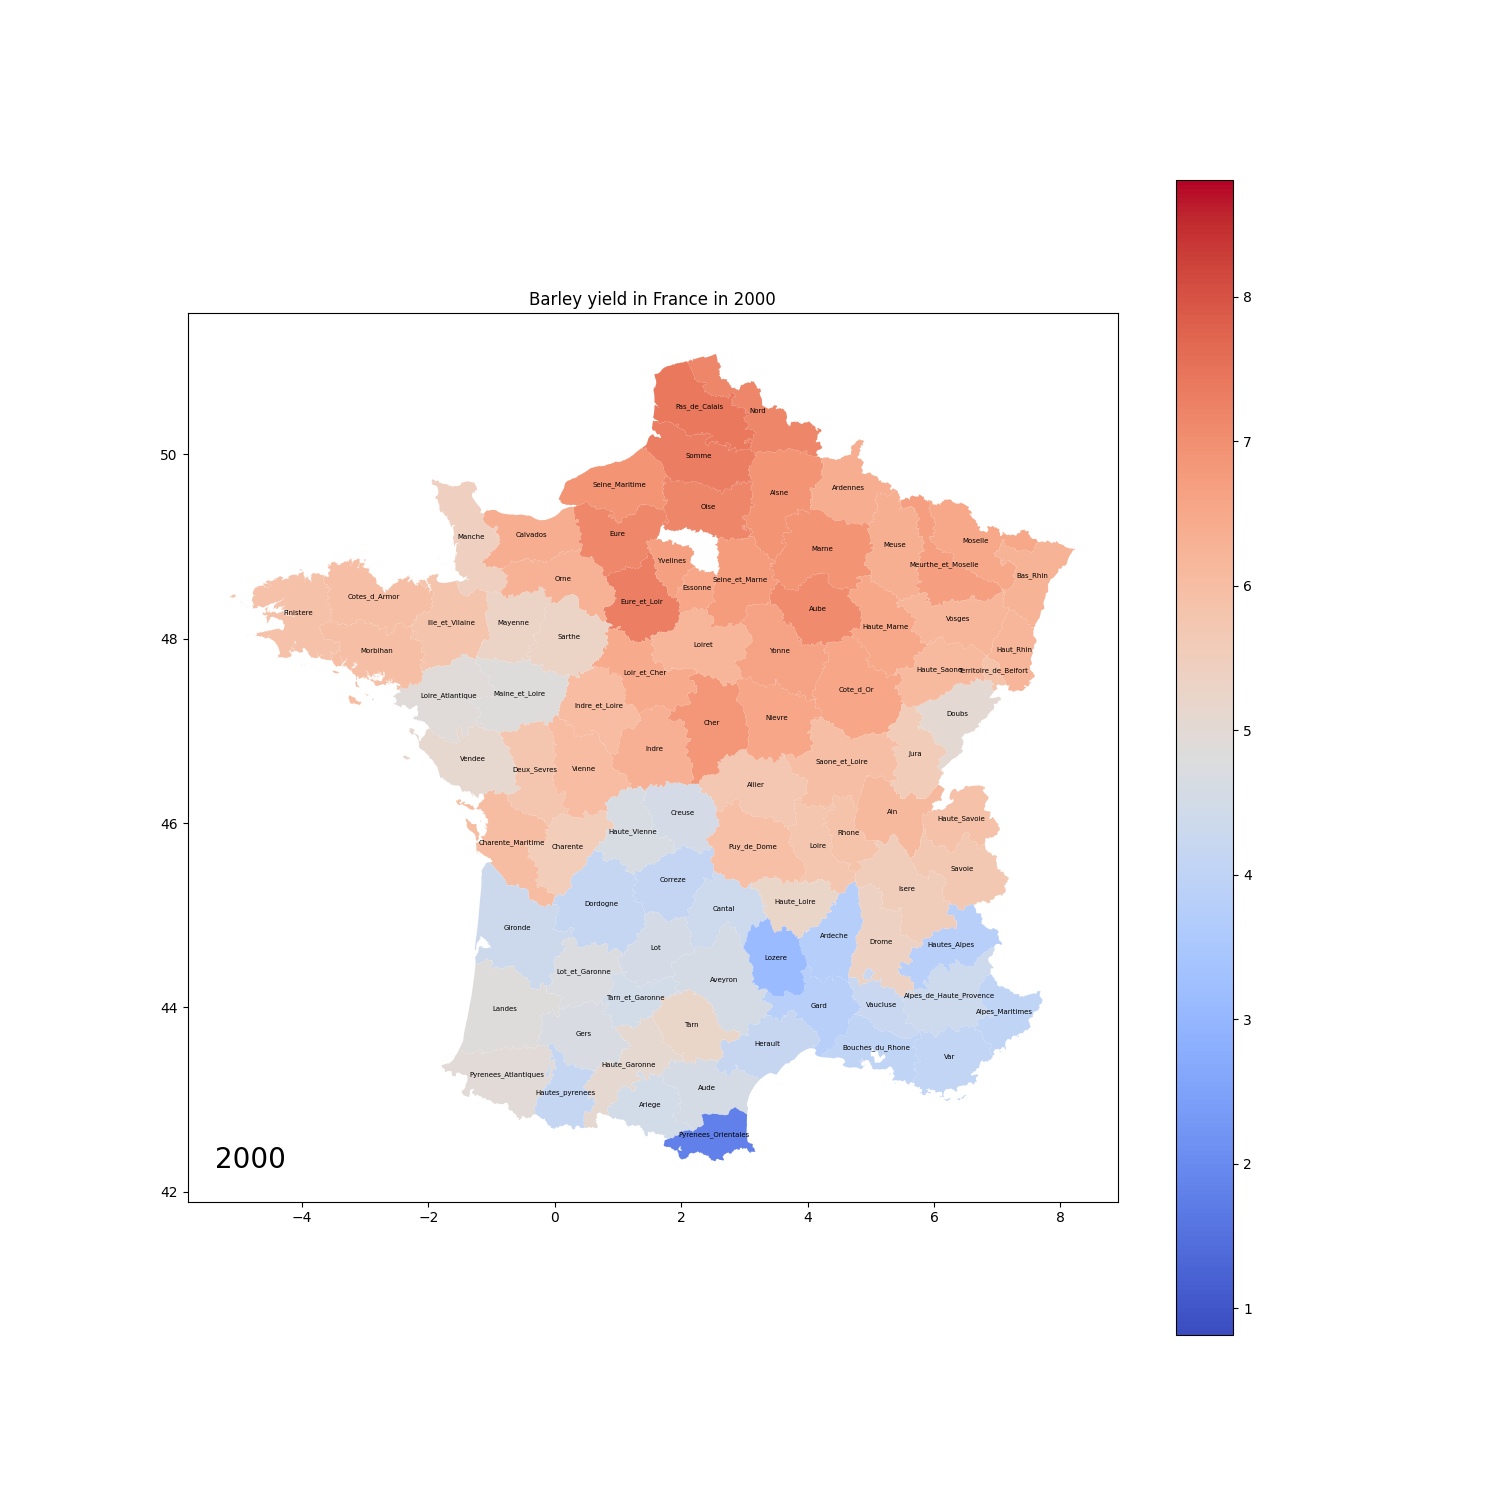 Barley yield in France in 2000
Pas_de_Calais
Nord
Somme
Seine_Maritime
Aisne
Ardennes
Oise
Manche
Calvados
Eure
Marne
Meuse
Moselle
Yvelines
Meurthe_et_Moselle
Bas_Rhin
Orne
Essonne
Seine_et_Marne
Finistere
Cotes_d_Armor
Eure_et_Loir
Aube
Ille_et_Vilaine
Mayenne
Sarthe
Haute_Marne
Vosges
Morbihan
Loiret
Yonne
Haut_Rhin
Loir_et_Cher
Haute_Saone
Territoire_de_Belfort
Loire_Atlantique
Maine_et_Loire
Cote_d_Or
Indre_et_Loire
Cher
Nievre
Doubs
Vendee
Deux_Sevres
Vienne
Indre
Saone_et_Loire
Jura
Allier
Creuse
Ain
Haute_Savoie
Haute_Vienne
Rhone
Charente_Maritime
Charente
Puy_de_Dome
Loire
Savoie
Correze
Isere
Dordogne
Cantal
Haute_Loire
Gironde
Ardeche
Drome
Hautes_Alpes
Lot
Lozere
Lot_et_Garonne
Aveyron
Tarn_et_Garonne
Alpes_de_Haute_Provence
Landes
Gard
Vaucluse
Alpes_Maritimes
Gers
Tarn
Herault
Bouches_du_Rhone
Var
Haute_Garonne
Pyrenees_Atlantiques
Hautes_pyrenees
Aude
Ariege
Pyrenees_Orientales
2000
50
48
46
44
42
−4
−2
0
2
4
6
8
8
7
6
5
4
3
2
1